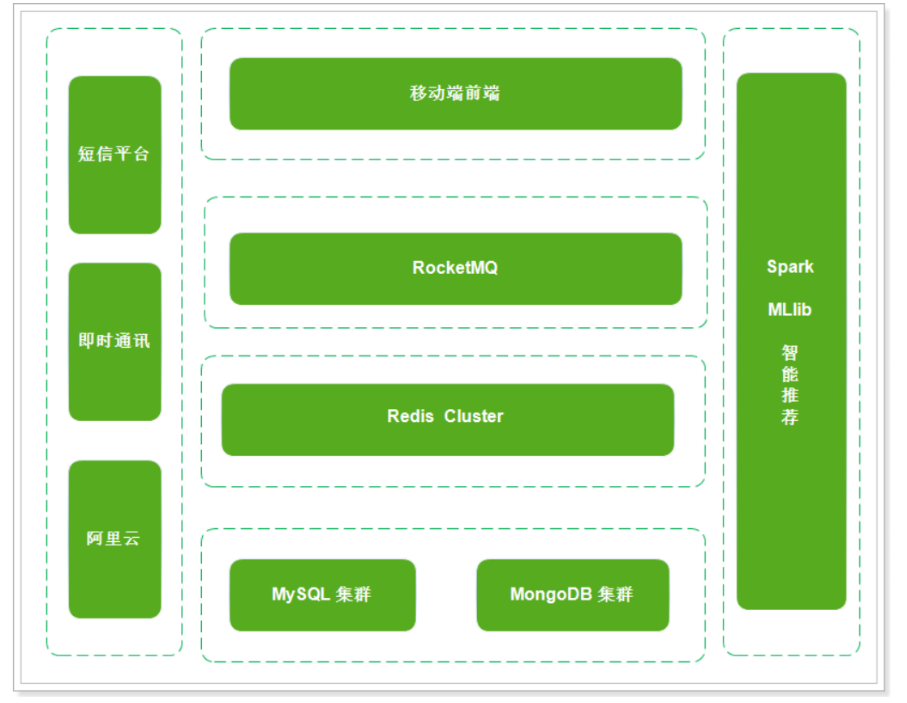 短信平台
即时通讯
阿里云
移动端前端
RocketMQ
Redis Cluster
MySQL 集群
MongoDB 集群
Spark
MLlib
智
能
推
荐